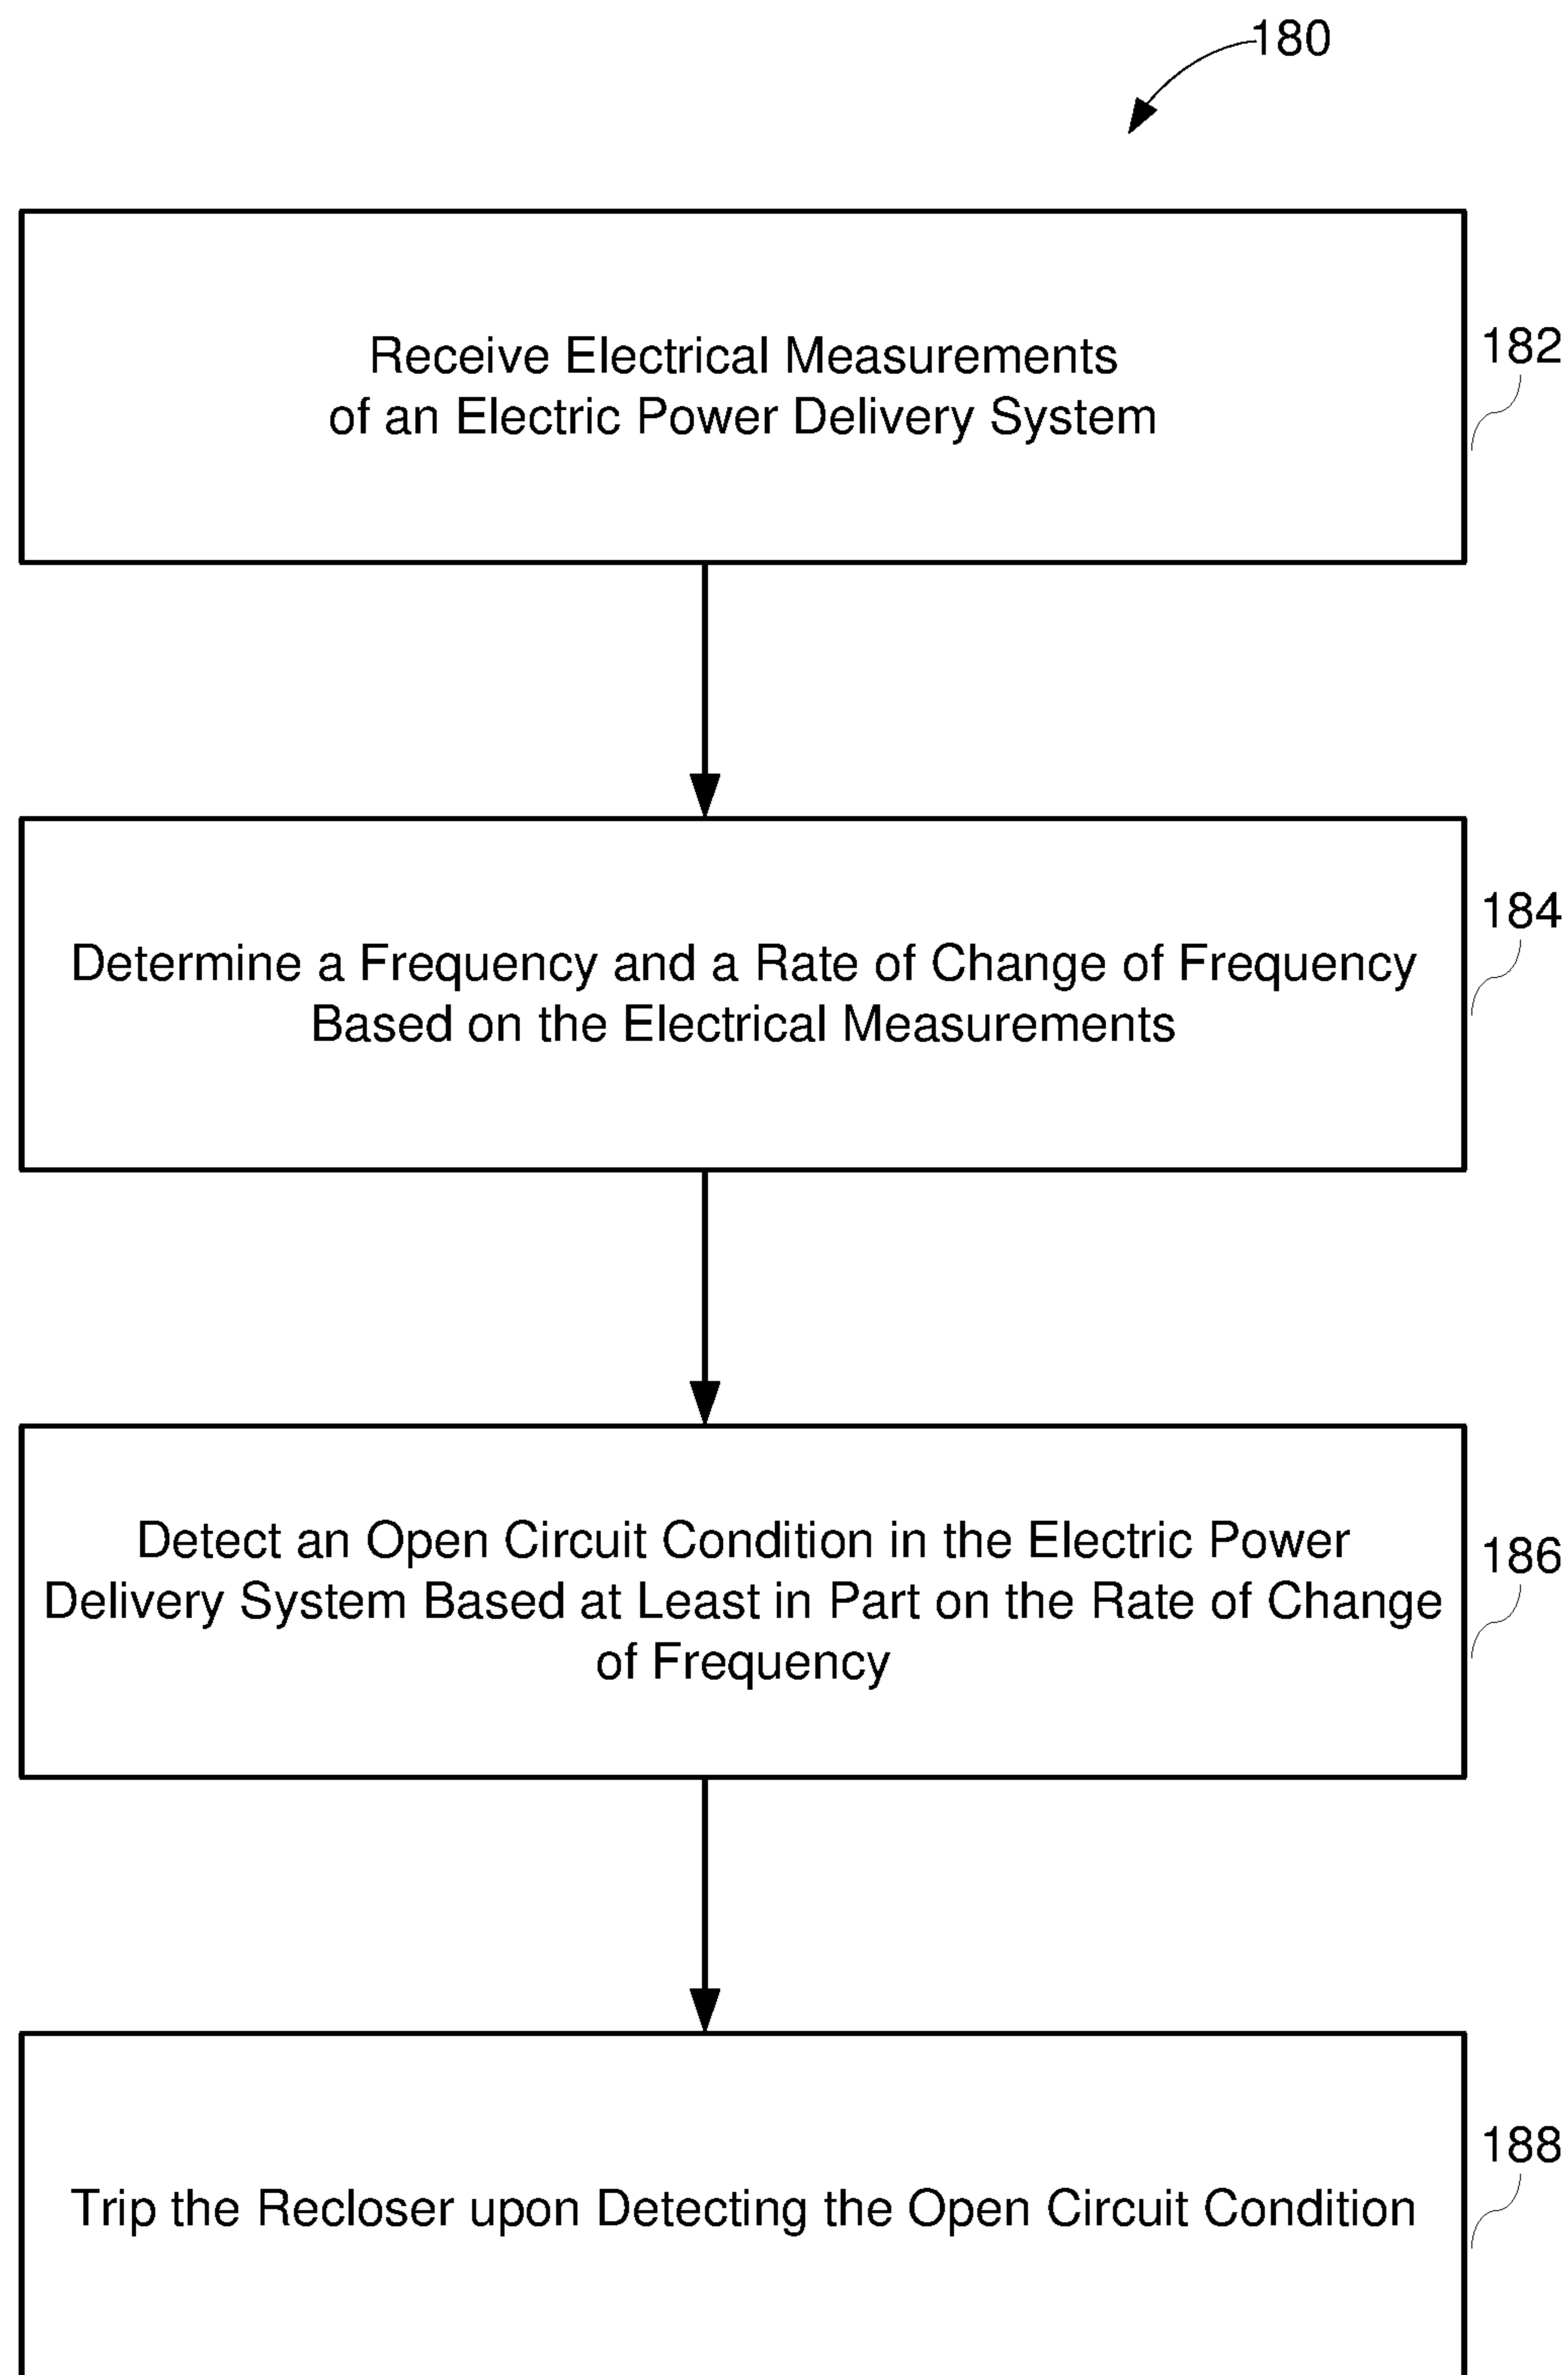 180
Receive Electrical Measurements
of an Electric Power Delivery System
182
Determine a Frequency and a Rate of Change of Frequency
Based on the Electrical Measurements
184
Detect an Open Circuit Condition in the Electric Power
Delivery System Based at Least in Part on the Rate of Change
of Frequency
186
Trip the Recloser upon Detecting the Open Circuit Condition
188